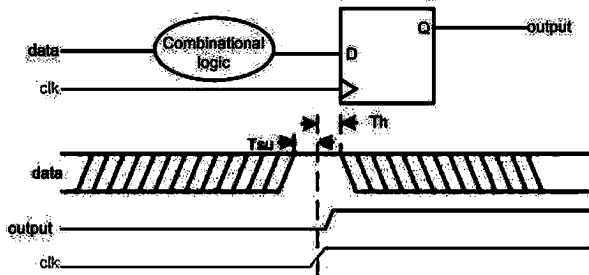 data
Combinational
logic
D
Q
output
clk
Th
Tsu
data
output
clk